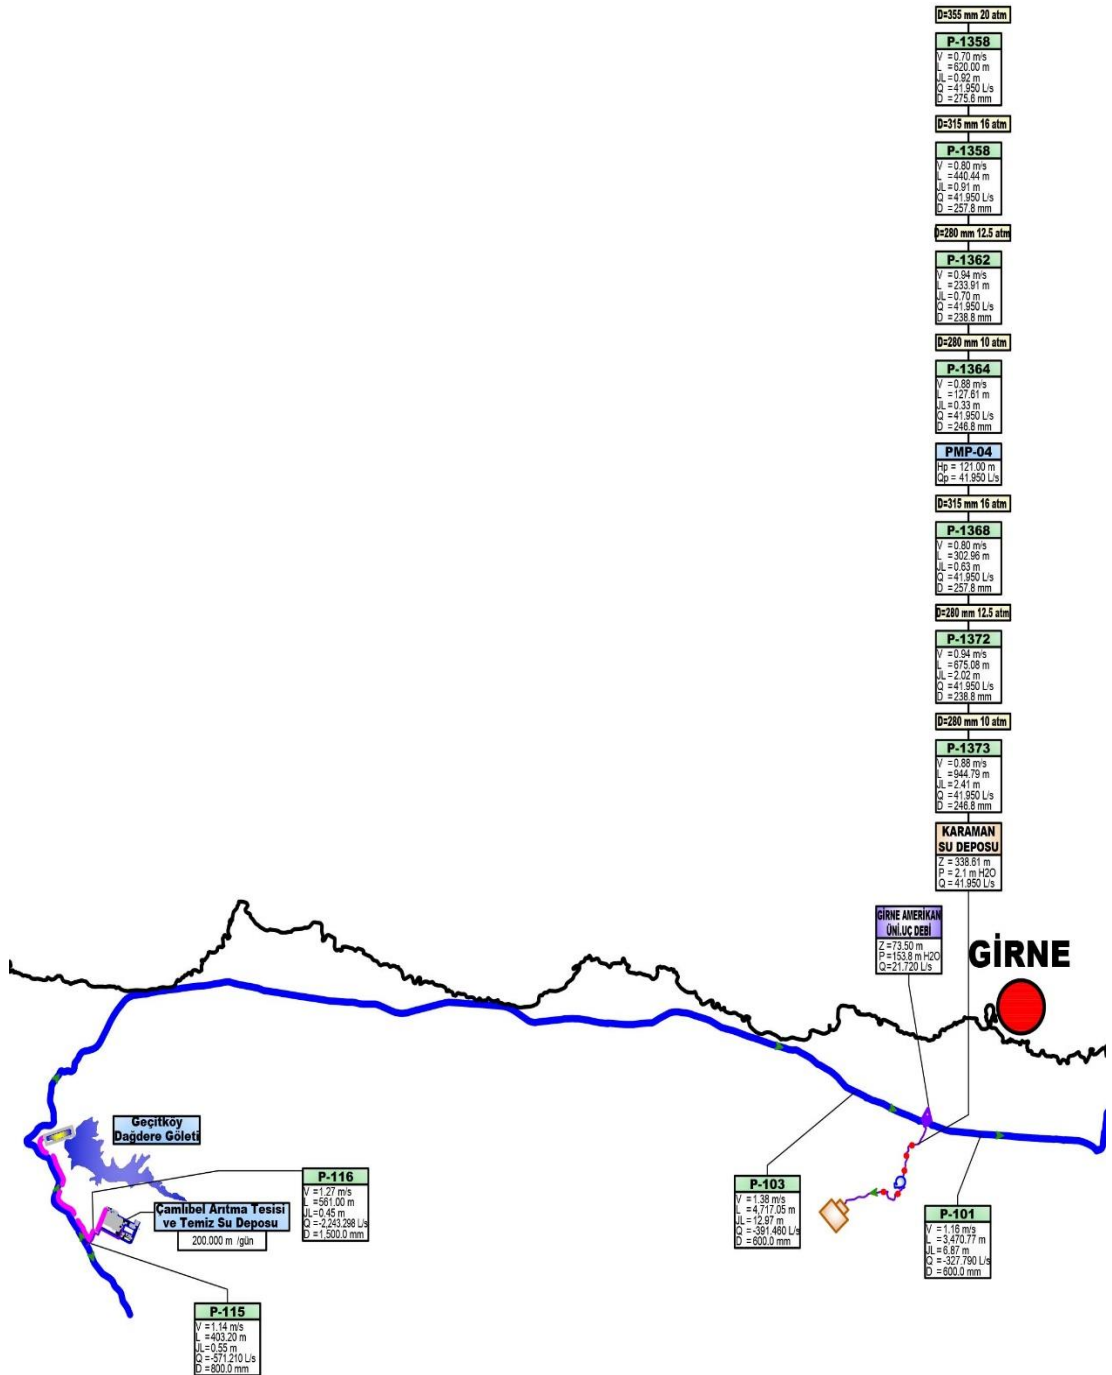 D=355 mm 20 atm
P-1358
V =0.70 m/s
L =620.00 m
JL =0.92 m
Q =41.950 L/s
D =275.6 mm
D=315 mm 16 atm
P-1358
V =0.80 m/s
L =440.44 m
JL =0.91 m
Q =41.950 L/s
D =257.8 mm
D=280 mm 12.5 atm
P-1362
V =0.94 m/s
L =233.91 m
JL =0.70 m
Q =41.950 L/s
D =238.8 mm
D=280 mm 10 atm
P-1364
V =0.88 m/s
L =127.61 m
JL =0.33 m
Q =41.950 L/s
D =246.8 mm
PMP-04
Hp = 121.00 m
Qp = 41.950 L/s
D=315 mm 16 atm
P-1368
V =0.80 m/s
L =302.96 m
JL =0.63 m
Q =41.950 L/s
D =257.8 mm
D=280 mm 12.5 atm
P-1372
V =0.94 m/s
L =675.08 m
JL =2.02 m
Q =41.950 L/s
D =238.8 mm
D=280 mm 10 atm
P-1373
V =0.88 m/s
L =944.79 m
JL =2.41 m
Q =41.950 L/s
D =246.8 mm
KARAMAN
SU DEPOSU
Z = 338.61 m
P = 2.1 m H2O
Q = 41.950 L/s
GİRNE AMERİKAN
ÜNİ.UÇ DEBİ
Z =73.50 m
P =153.8 m H2O
Q =21.720 L/s
GİRNE
Geçitköy
Dağdere Göleti
Çamlıbel Arıtma Tesisi
ve Temiz Su Deposu
200.000 m /gün
P-116
V =1.27 m/s
L =561.00 m
JL =0.45 m
Q =-2,243.298 L/s
D =1,500.0 mm
P-103
V =1.38 m/s
L =4,717.05 m
JL =12.97 m
Q =-391.460 L/s
D =600.0 mm
P-101
V =1.16 m/s
L =3,470.77 m
JL =6.87 m
Q =-327.790 L/s
D =600.0 mm
P-115
V =1.14 m/s
L =403.20 m
JL =0.55 m
Q =-571.210 L/s
D =800.0 mm